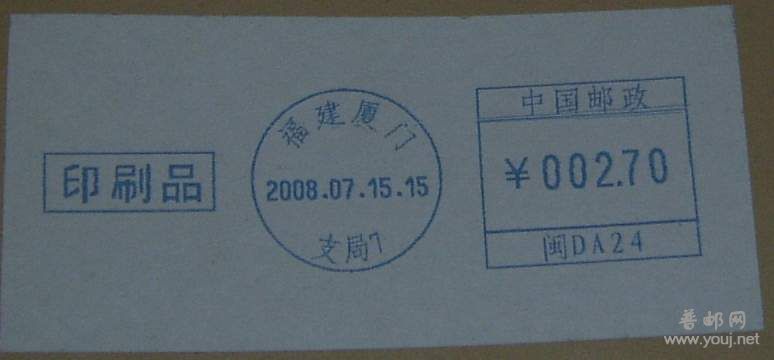 印刷品
福建厦门
2008.07.15.15
支局7
中国邮政
¥002.70
闽DA24
普邮网
www.youj.net